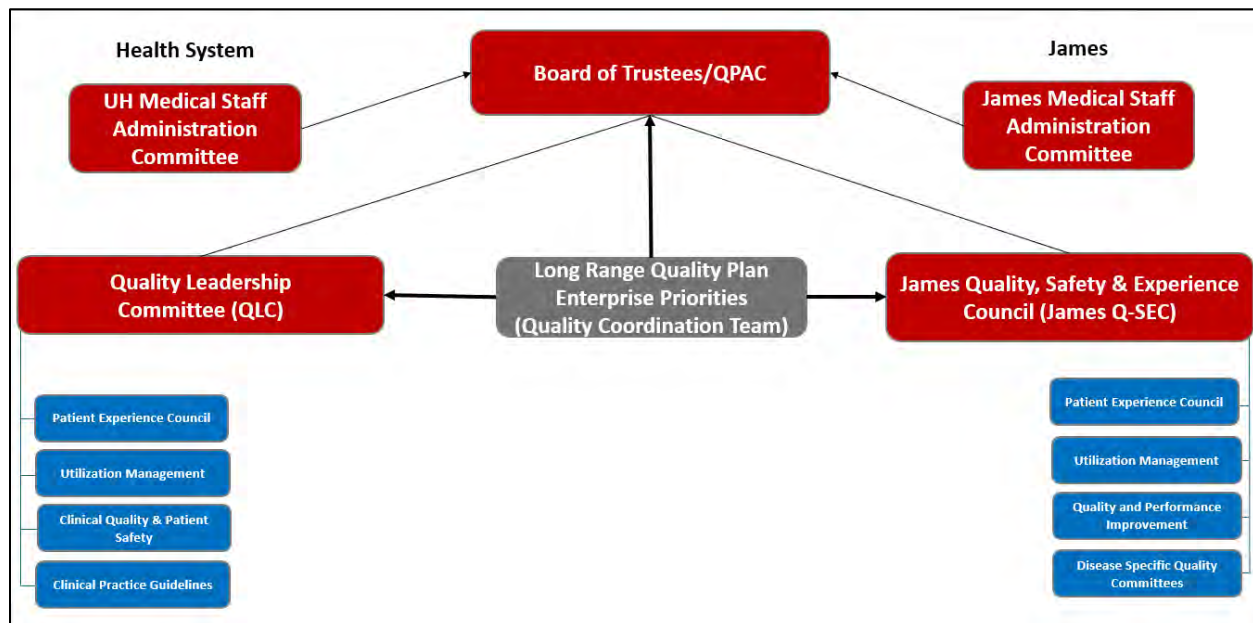 Health System
Board of Trustees/QPAC
James
UH Medical Staff
Administration
Committee
James Medical Staff
Administration
Committee
Quality Leadership
Committee (QLC)
Long Range Quality Plan
Enterprise Priorities
(Quality Coordination Team)
James Quality, Safety & Experience
Council (James Q-SEC)
Patient Experience Council
Utilization Management
Clinical Quality & Patient
Safety
Clinical Practice Guidelines
Patient Experience Council
Utilization Management
Quality and Performance
Improvement
Disease Specific Quality
Committees